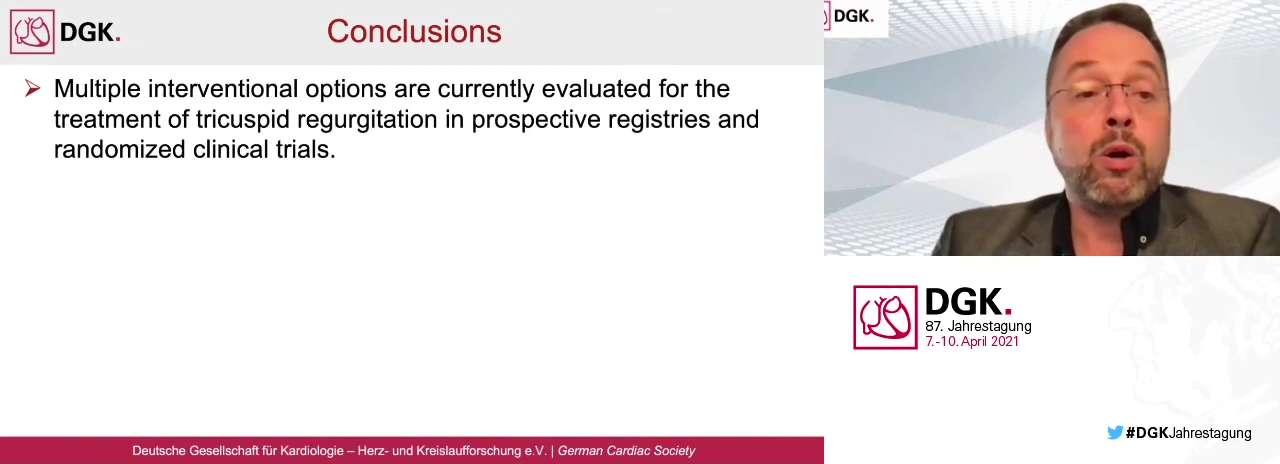 DGK.
Conclusions
Multiple interventional options are currently evaluated for the
treatment of tricuspid regurgitation in prospective registries and
randomized clinical trials.
Deutsche Gesellschaft für Kardiologie – Herz- und Kreislaufforschung e.V. | German Cardiac Society
DGK.
DGK.
87. Jahrestagung
7.-10. April 2021
#DGKJahrestagung